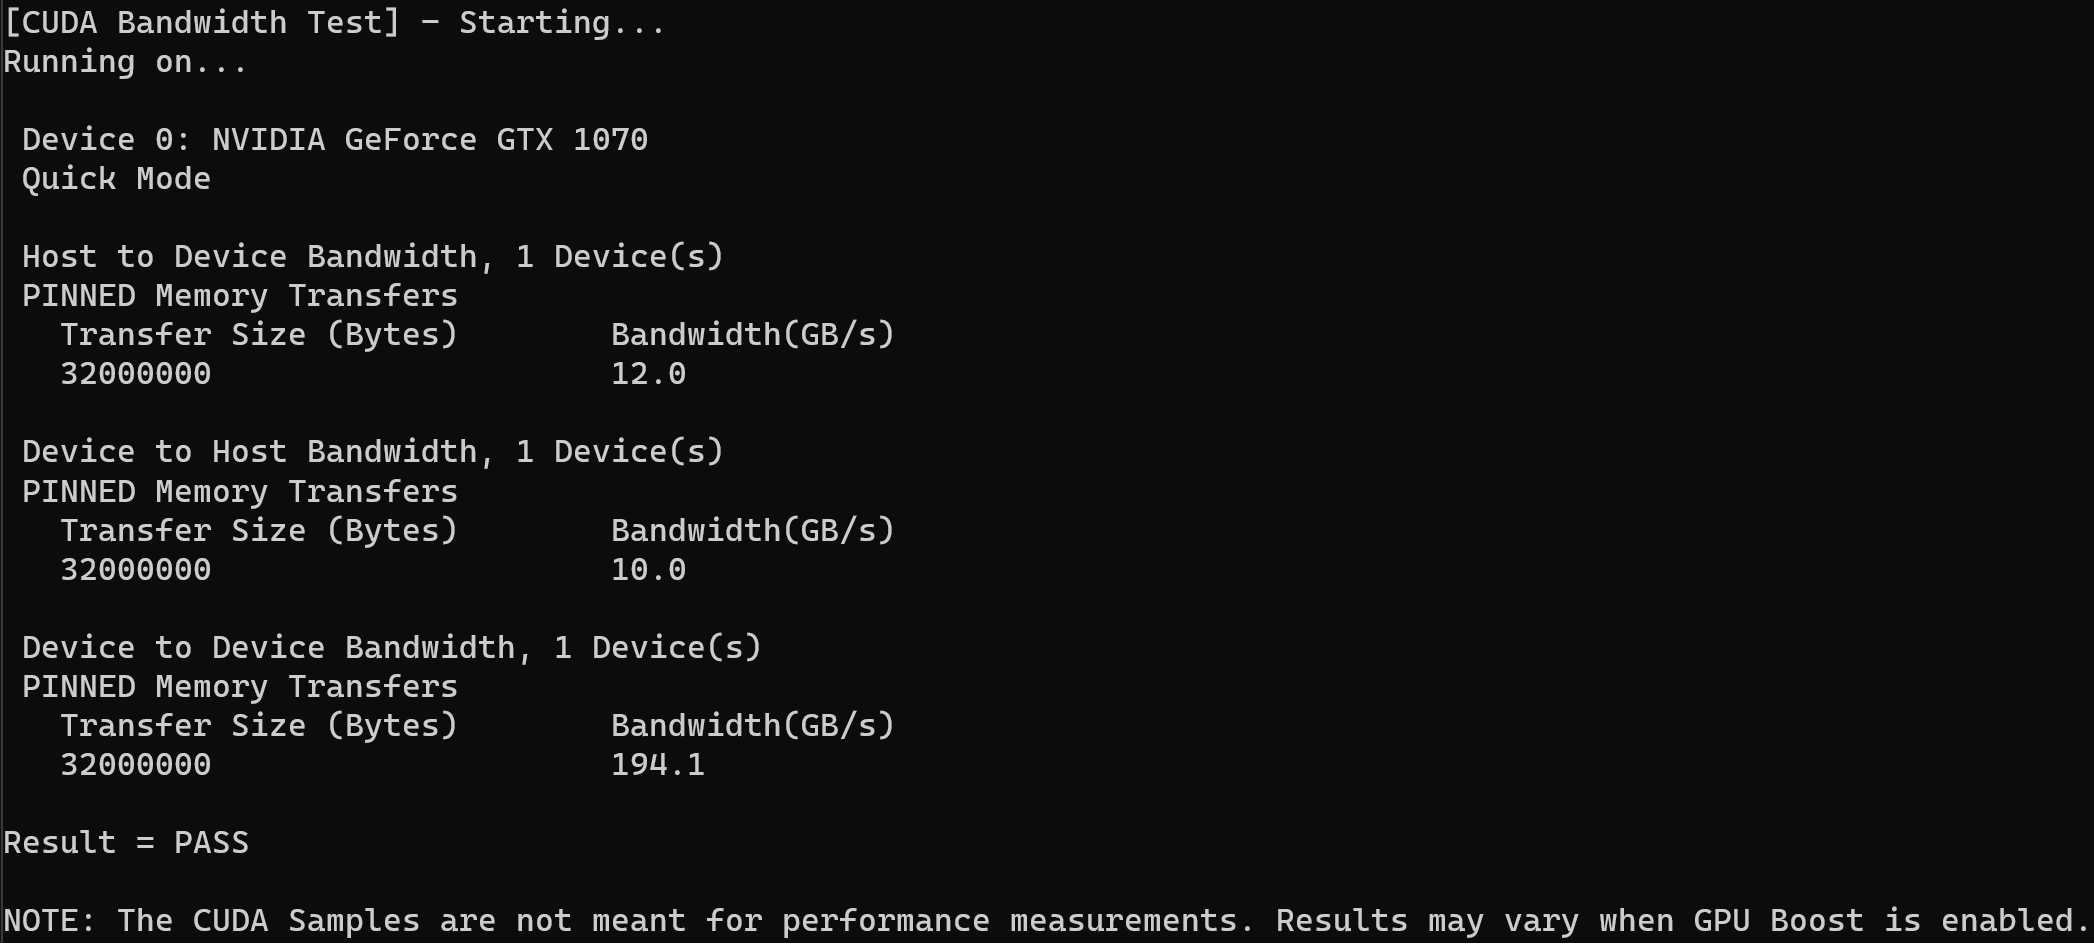 [CUDA Bandwidth Test] - Starting...
Running on...
Device 0: NVIDIA GeForce GTX 1070
Quick Mode
Host to Device Bandwidth, 1 Device(s)
PINNED Memory Transfers
Transfer Size (Bytes) Bandwidth(GB/s)
32000000 12.0
Device to Host Bandwidth, 1 Device(s)
PINNED Memory Transfers
Transfer Size (Bytes) Bandwidth(GB/s)
32000000 10.0
Device to Device Bandwidth, 1 Device(s)
PINNED Memory Transfers
Transfer Size (Bytes) Bandwidth(GB/s)
32000000 194.1
Result = PASS
NOTE: The CUDA Samples are not meant for performance measurements. Results may vary when GPU Boost is enabled.